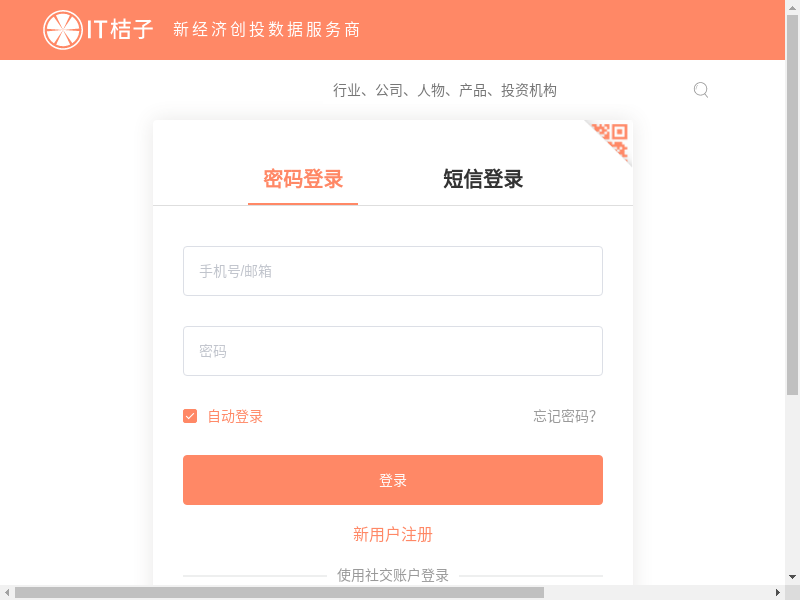 IT桔子 新经济创投数据服务商
行业、公司、人物、产品、投资机构
密码登录 短信登录
手机号/邮箱
密码
自动登录 忘记密码？
登录
新用户注册
使用社交账户登录